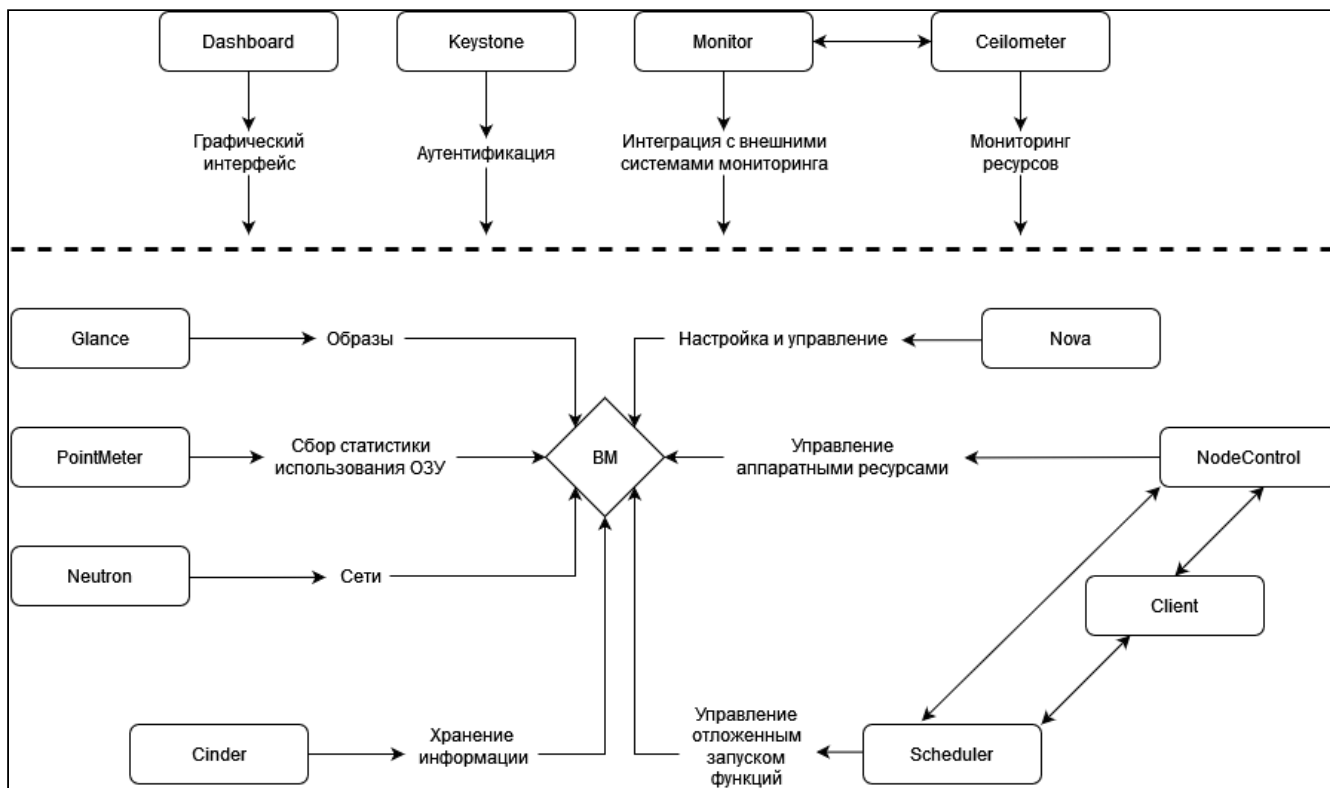 Dashboard
Keystone
Monitor
Ceilometer
Графический
интерфейс
Аутентификация
Интеграция с внешними
системами мониторинга
Мониторинг
ресурсов
Glance
Образы
Настройка и управление
Nova
PointMeter
Сбор статистики
использования ОЗУ
ВМ
Управление
аппаратными ресурсами
NodeControl
Neutron
Сети
Client
Cinder
Хранение
информации
Управление
отложенным
запуском
функций
Scheduler